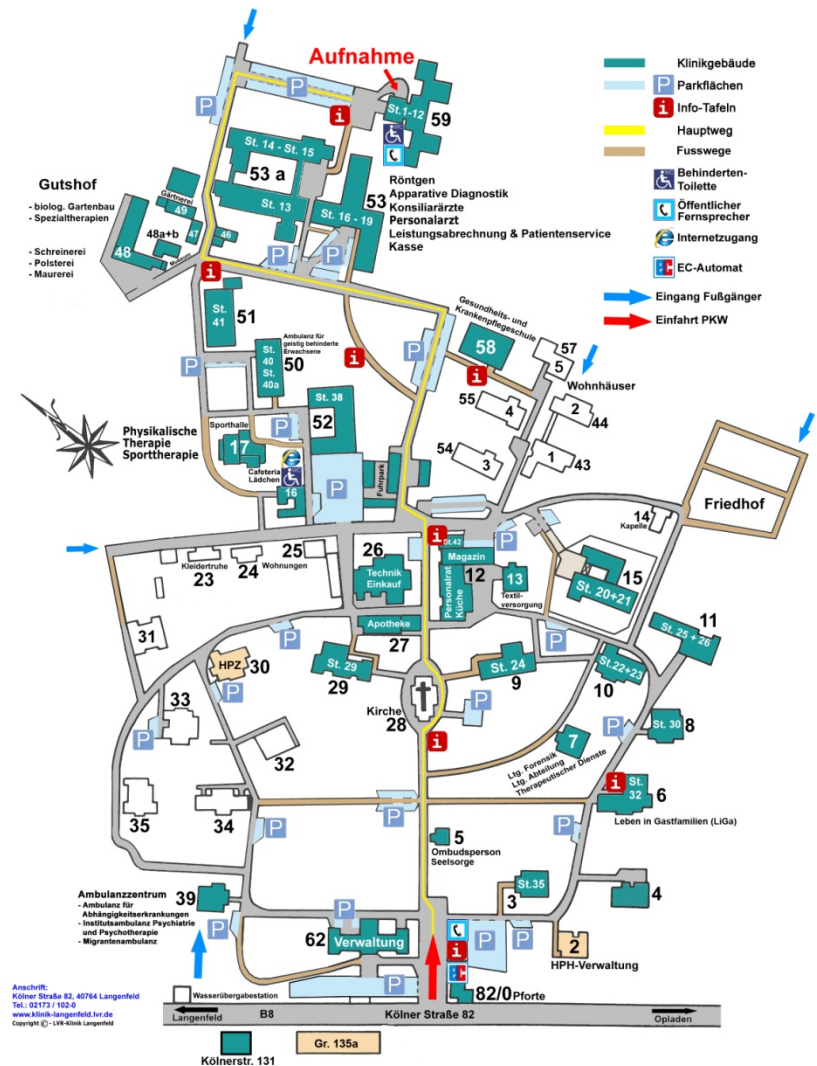 Aufnahme
St.1-12
59
WC
St. 14 - St. 15
53 a
St. 13
St. 16 - 19
53
Röntgen
Apparative Diagnostik
Konsiliarärzte
Personalarzt
Leistungsabrechnung & Patientenservice
Kasse
Klinikgebäude
P Parkflächen
i Info-Tafeln
Hauptweg
Fusswege
WC
Behinderten-
Toilette
Öffentlicher
Fernsprecher
Internetzugang
EC-Automat
Eingang Fußgänger
Einfahrt PKW
Gutshof
- biolog. Gartenbau
- Spezialtherapien
- Schreinerei
- Polsterei
- Maurerei
Gärtnerei
49
48a+b
47
46
48
Museum
St.
41
51
Ambulanz für
geistig behinderte
Erwachsene
St.
40
St.
40a
50
St. 38
52
Gesundheits- und
Krankenpflegeschule
58
57
5
Wohnhäuser
55
4
2
44
54
3
1
43
Physikalische
Therapie
Sporttherapie
Sporthalle
17
Cafeteria
Lädchen
WC
16
Fuhrpark
Friedhof
14
Kapelle
St.42
Magazin
12
Personalrat
Küche
13
Textil-
versorgung
15
St. 20+21
25
26
Technik
Einkauf
Kleidertruhe
23
24
Wohnungen
Apotheke
27
31
HPZ
30
St. 29
29
St. 24
9
St.22+23
10
11
St. 25 + 26
Kirche
28
33
32
7
Ltg. Forensik
Ltg. Abteilung
Therapeutischer Dienste
St. 30
8
St.
32
6
Leben in Gastfamilien (LiGa)
35
34
5
Ombudsperson
Seelsorge
St.35
3
4
Ambulanzzentrum
- Ambulanz für
Abhängigkeitserkrankungen
- Institutsambulanz Psychiatrie
und Psychotherapie
- Migrantenambulanz
39
62
Verwaltung
2
HPH-Verwaltung
82/0 Pforte
Anschrift:
Kölner Straße 82, 40764 Langenfeld
Tel.: 02173 / 102-0
www.klinik-langenfeld.lvr.de
Copyright © - LVR-Klinik Langenfeld
Wasserübergabestation
Langenfeld
B8
Kölner Straße 82
Opladen
Kölnerstr. 131
Gr. 135a